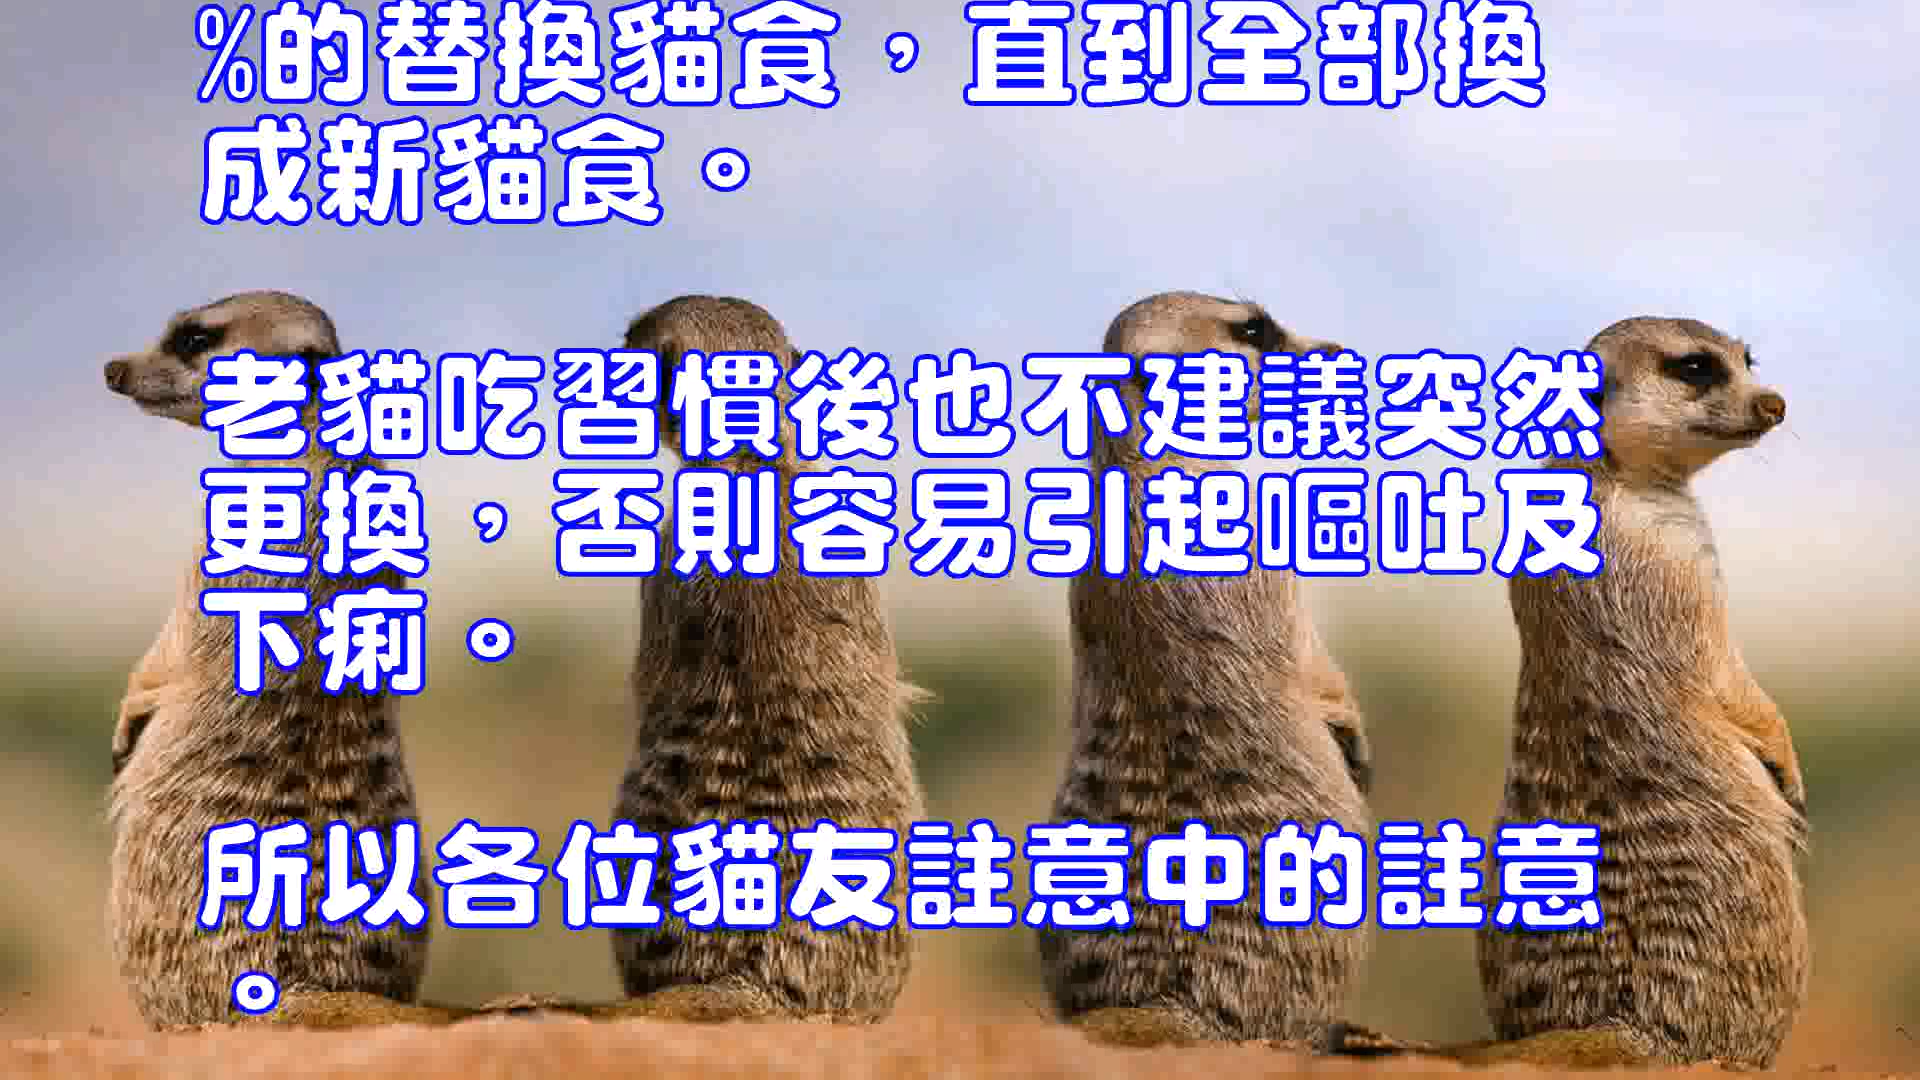 %的替換貓食，直到全部換
成新貓食。
老貓吃習慣後也不建議突然
更換，否則容易引起嘔吐及
下痢。
所以各位貓友註意中的註意
。